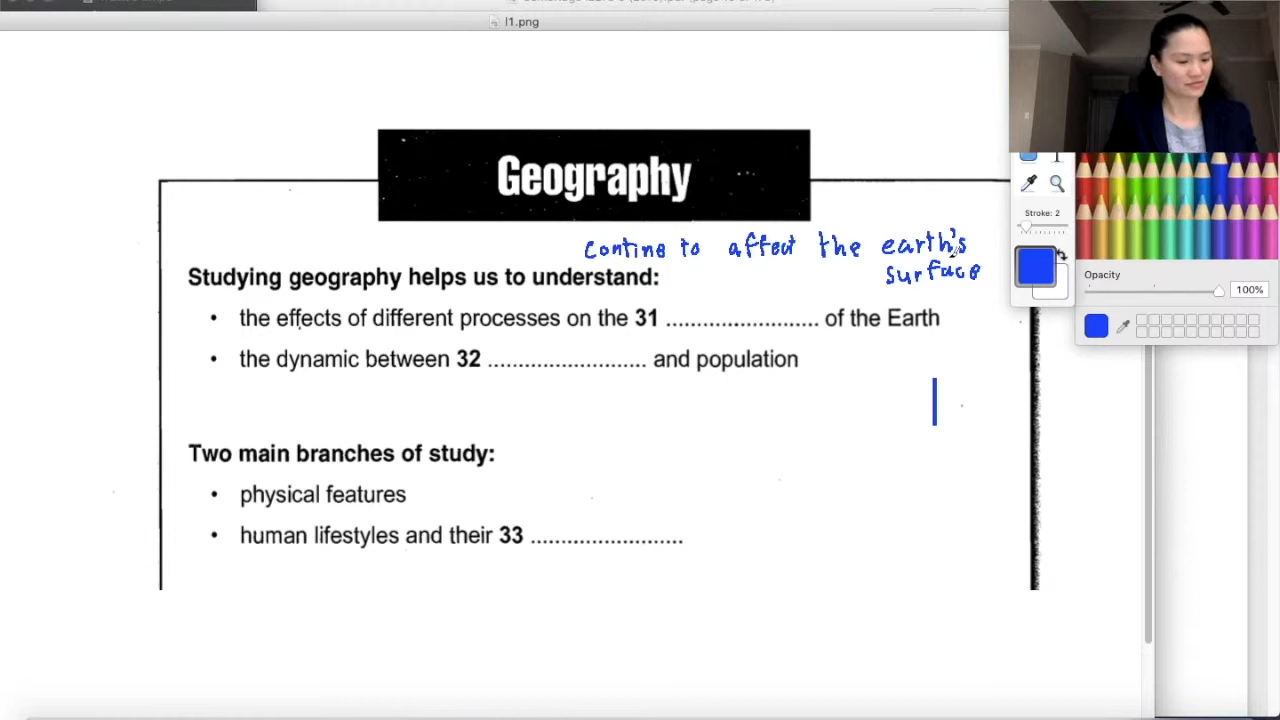 l1.png
Geography
contine to affect the earth's
surface
Studying geography helps us to understand:
• the effects of different processes on the 31 ......................... of the Earth
• the dynamic between 32 .......................... and population
Two main branches of study:
• physical features
• human lifestyles and their 33 .........................
Stroke: 2
Opacity
100%